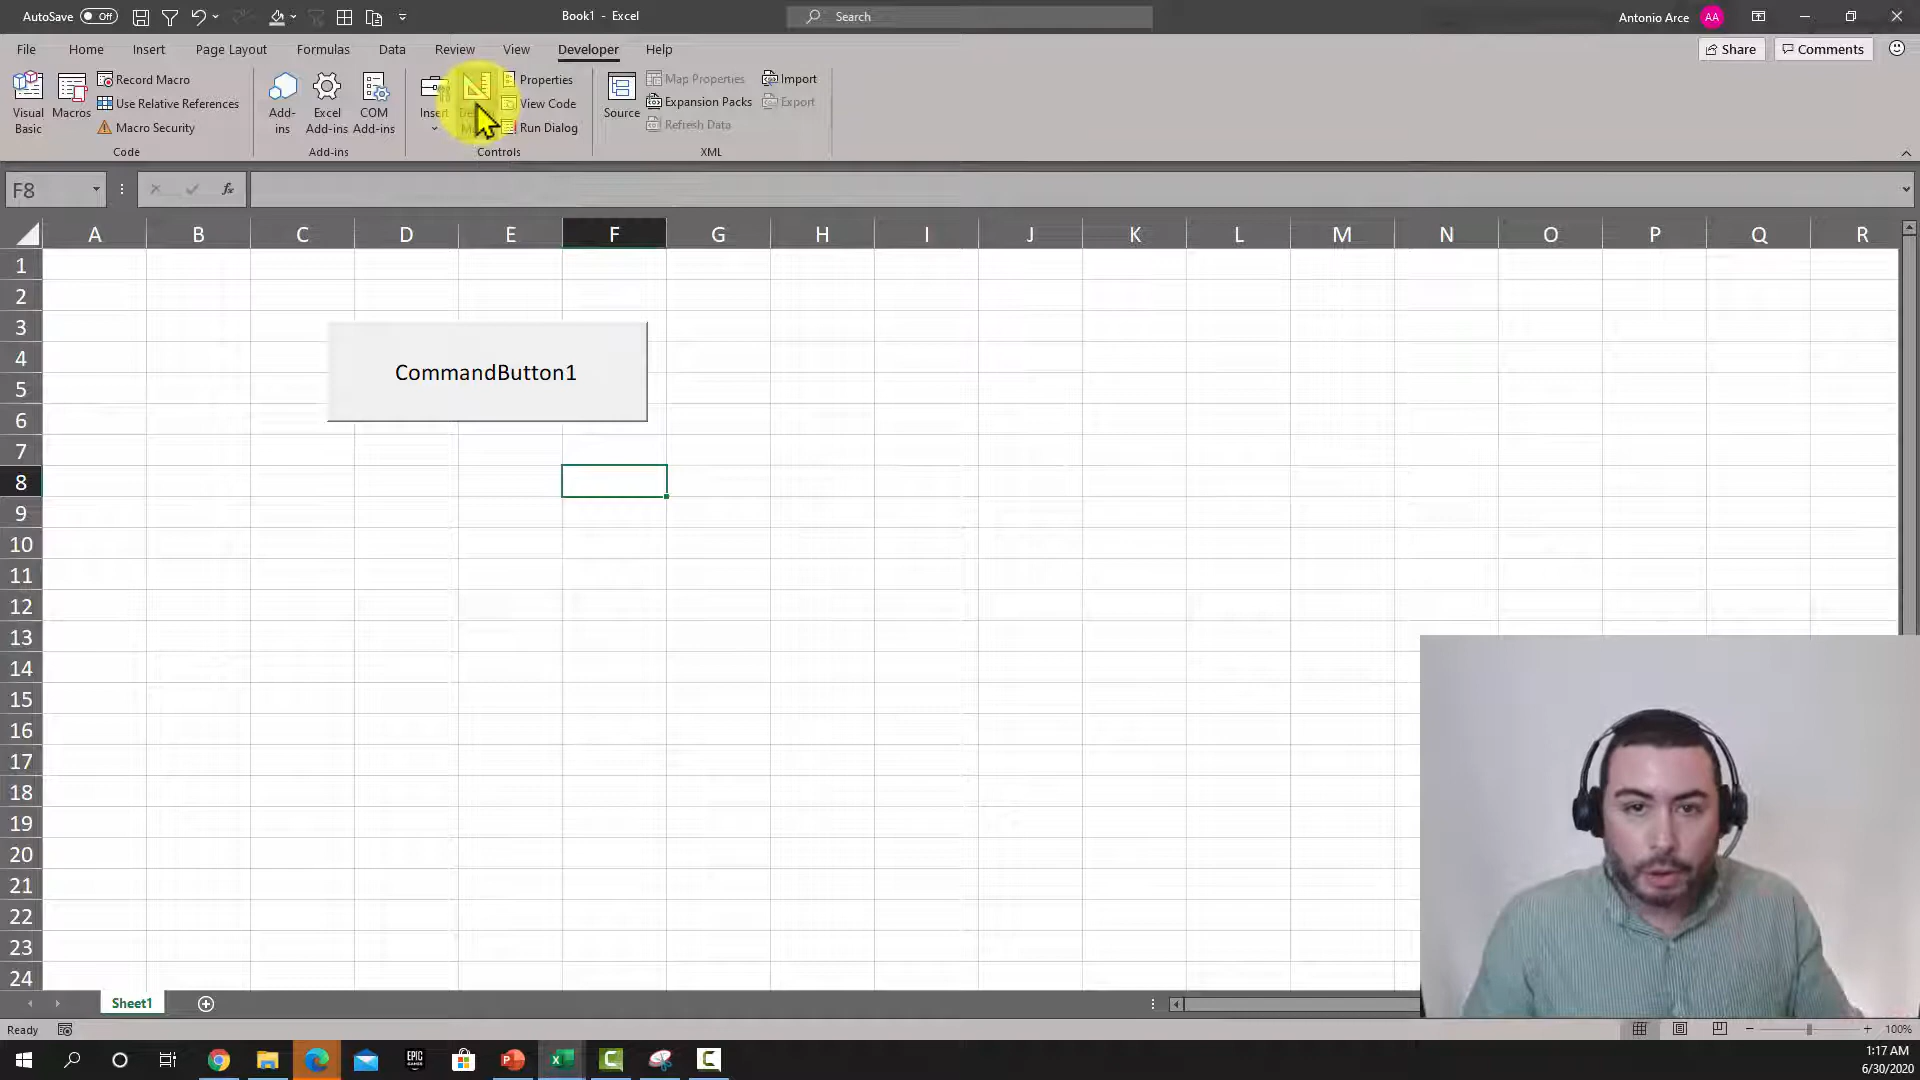 AutoSave Off
Book1 - Excel
Search
Antonio Arce AA
File Home Insert Page Layout Formulas Data Review View Developer Help
Share Comments
Visual Basic
Macros
Record Macro
Use Relative References
Macro Security
Code
Add-ins
Excel Add-ins
COM Add-ins
Add-ins
Insert
Properties
View Code
Run Dialog
Controls
Source
Map Properties
Expansion Packs
Refresh Data
Import
Export
XML
F8
fx
A B C D E F G H I J K L M N O P Q R
1
2
3
4
CommandButton1
5
6
7
8
9
10
11
12
13
14
15
16
17
18
19
20
21
22
23
24
Sheet1
Ready
100%
EPIC GAMES
1:17 AM
6/30/2020